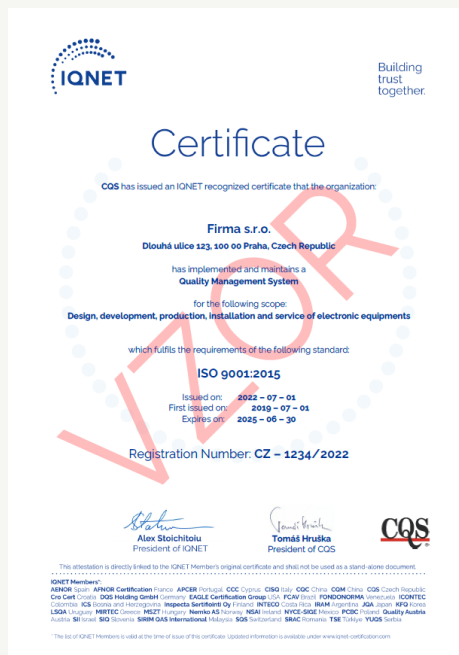 IQNET
Building
trust
together.
Certificate
CQS has issued an IQNET recognized certificate that the organization:
Firma s.r.o.
Dlouhá ulice 123, 100 00 Praha, Czech Republic
has implemented and maintains a
Quality Management System
for the following scope:
Design, development, production, installation and service of electronic equipments
which fulfils the requirements of the following standard:
ISO 9001:2015
Issued on: 2022 – 07 – 01
First issued on: 2019 – 07 – 01
Expires on: 2025 – 06 – 30
Registration Number: CZ – 1234/2022
VZOR
Alex Stoichitoiu
President of IQNET
Tomáš Hruška
President of CQS
CQS
This attestation is directly linked to the IQNET Member's original certificate and shall not be used as a stand-alone document.
IQNET Members*:
AENOR Spain AFNOR Certification France APCER Portugal CCC Cyprus CISQ Italy CQC China CQM China CQS Czech Republic
Cro Cert Croatia DQS Holding GmbH Germany EAGLE Certification Group USA FCAV Brazil FONDONORMA Venezuela ICONTEC
Colombia ICS Bosnia and Herzegovina Inspecta Sertifiointi Oy Finland INTECO Costa Rica IRAM Argentina JQA Japan KFQ Korea
LSQA Uruguay MIRTEC Greece MSZT Hungary Nemko AS Norway NSAI Ireland NYCE-SIGE Mexico PCBC Poland Quality Austria
Austria SII Israel SIQ Slovenia SIRIM QAS International Malaysia SQS Switzerland SRAC Romania TSE Türkiye YUQS Serbia
* The list of IQNET Members is valid at the time of issue of this certificate. Updated information is available under www.iqnet-certification.com